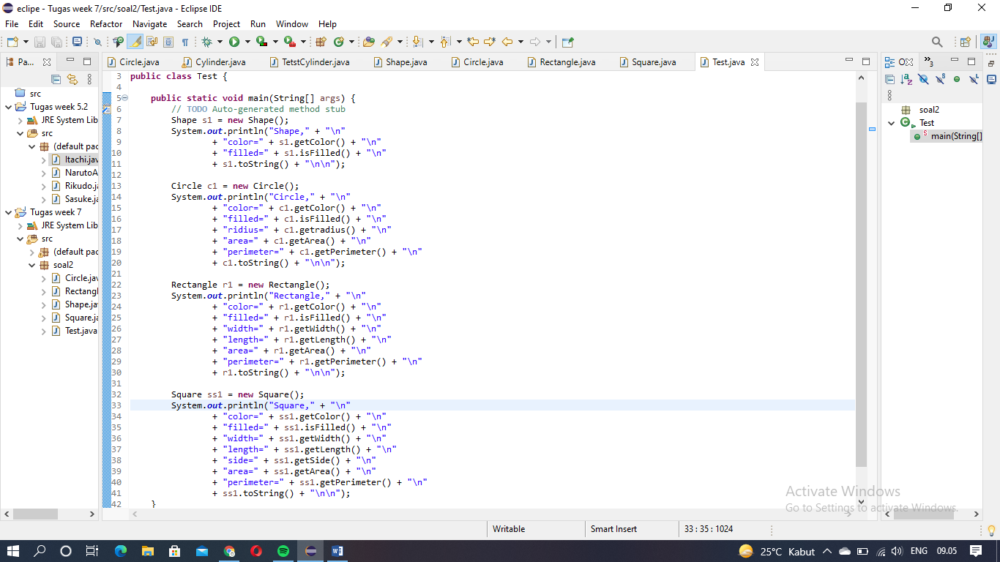 eclipe - Tugas week 7/src/soal2/Test.java - Eclipse IDE
File Edit Source Refactor Navigate Search Project Run Window Help
Pa...
Circle.java Cylinder.java TetstCylinder.java Shape.java Circle.java Rectangle.java Square.java Test.java
src
Tugas week 5.2
JRE System Lib
src
(default pac
Itachi.jav
NarutoA
Rikudo.ja
Sasuke.ja
Tugas week 7
JRE System Lib
src
(default pac
soal2
Circle.jav
Rectangl
Shape.ja
Square.ja
Test.java
3 public class Test {
4
5 public static void main(String[] args) {
6 // TODO Auto-generated method stub
7 Shape s1 = new Shape();
8 System.out.println("Shape," + "\n"
9 + "color=" + s1.getColor() + "\n"
10 + "filled=" + s1.isFilled() + "\n"
11 + s1.toString() + "\n\n");
12
13 Circle c1 = new Circle();
14 System.out.println("Circle," + "\n"
15 + "color=" + c1.getColor() + "\n"
16 + "filled=" + c1.isFilled() + "\n"
17 + "ridius=" + c1.getradius() + "\n"
18 + "area=" + c1.getArea() + "\n"
19 + "perimeter=" + c1.getPerimeter() + "\n"
20 + c1.toString() + "\n\n");
21
22 Rectangle r1 = new Rectangle();
23 System.out.println("Rectangle," + "\n"
24 + "color=" + r1.getColor() + "\n"
25 + "filled=" + r1.isFilled() + "\n"
26 + "width=" + r1.getWidth() + "\n"
27 + "length=" + r1.getLength() + "\n"
28 + "area=" + r1.getArea() + "\n"
29 + "perimeter=" + r1.getPerimeter() + "\n"
30 + r1.toString() + "\n\n");
31
32 Square ss1 = new Square();
33 System.out.println("Square," + "\n"
34 + "color=" + ss1.getColor() + "\n"
35 + "filled=" + ss1.isFilled() + "\n"
36 + "width=" + ss1.getWidth() + "\n"
37 + "length=" + ss1.getLength() + "\n"
38 + "side=" + ss1.getSide() + "\n"
39 + "area=" + ss1.getArea() + "\n"
40 + "perimeter=" + ss1.getPerimeter() + "\n"
41 + ss1.toString() + "\n\n");
42 }
soal2
Test
main(String[]
Activate Windows
Go to Settings to activate Windows.
Writable Smart Insert 33 : 35 : 1024
25°C Kabut ENG 09.05